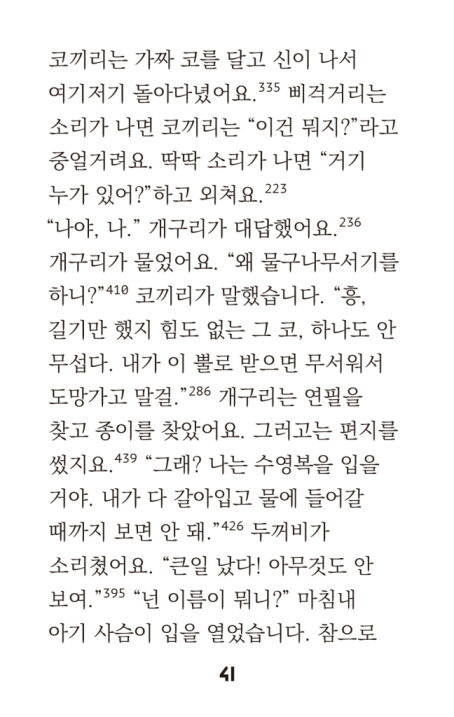 코끼리는 가짜 코를 달고 신이 나서
여기저기 돌아다녔어요.335 삐걱거리는
소리가 나면 코끼리는 “이건 뭐지?”라고
중얼거려요. 딱딱 소리가 나면 “거기
누가 있어?”하고 외쳐요.223
“나야, 나.” 개구리가 대답했어요.236
개구리가 물었어요. “왜 물구나무서기를
하니?”410 코끼리가 말했습니다. “흥,
길기만 했지 힘도 없는 그 코, 하나도 안
무섭다. 내가 이 뿔로 받으면 무서워서
도망가고 말걸.”286 개구리는 연필을
찾고 종이를 찾았어요. 그러고는 편지를
썼지요.439 “그래? 나는 수영복을 입을
거야. 내가 다 갈아입고 물에 들어갈
때까지 보면 안 돼.”426 두꺼비가
소리쳤어요. “큰일 났다! 아무것도 안
보여.”395 “넌 이름이 뭐니?” 마침내
아기 사슴이 입을 열었습니다. 참으로
41